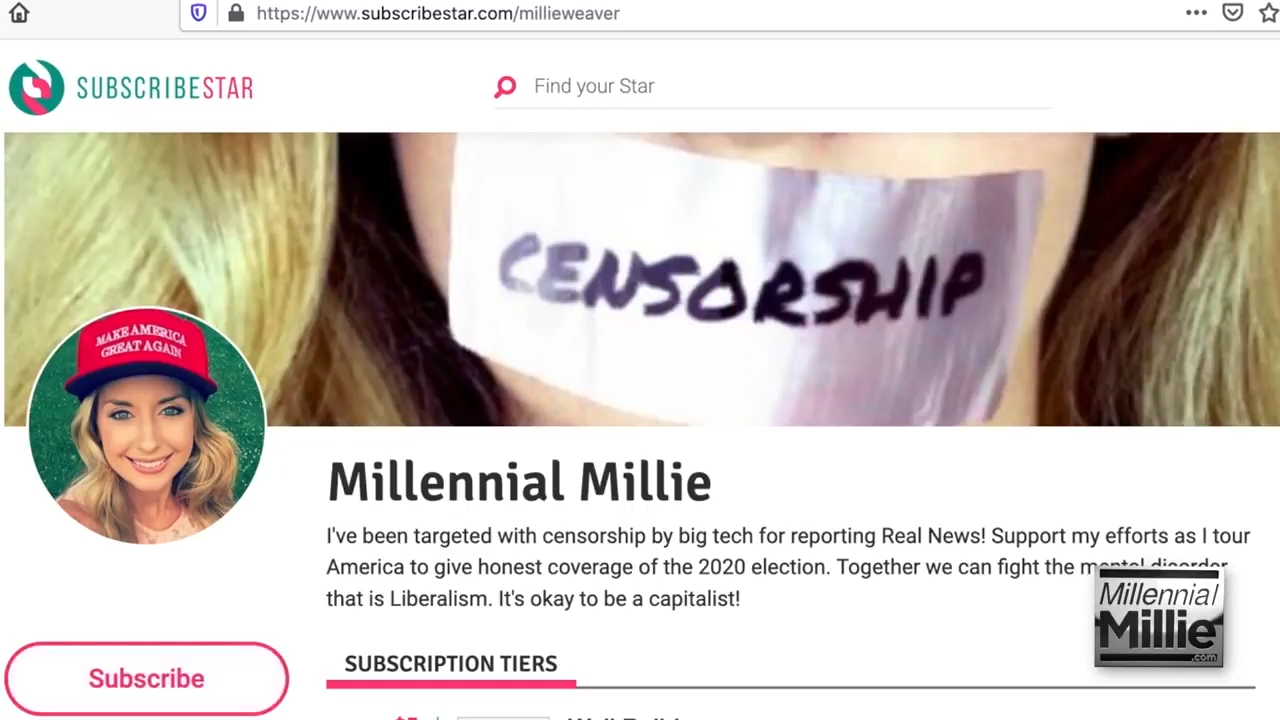 https://www.subscribestar.com/millieweaver
SUBSCRIBESTAR
Find your Star
CENSORSHIP
MAKE AMERICA
GREAT AGAIN
Millennial Millie
I've been targeted with censorship by big tech for reporting Real News! Support my efforts as I tour
America to give honest coverage of the 2020 election. Together we can fight the mental disorder
that is Liberalism. It's okay to be a capitalist!
Millennial
Millie
.com
SUBSCRIPTION TIERS
Subscribe